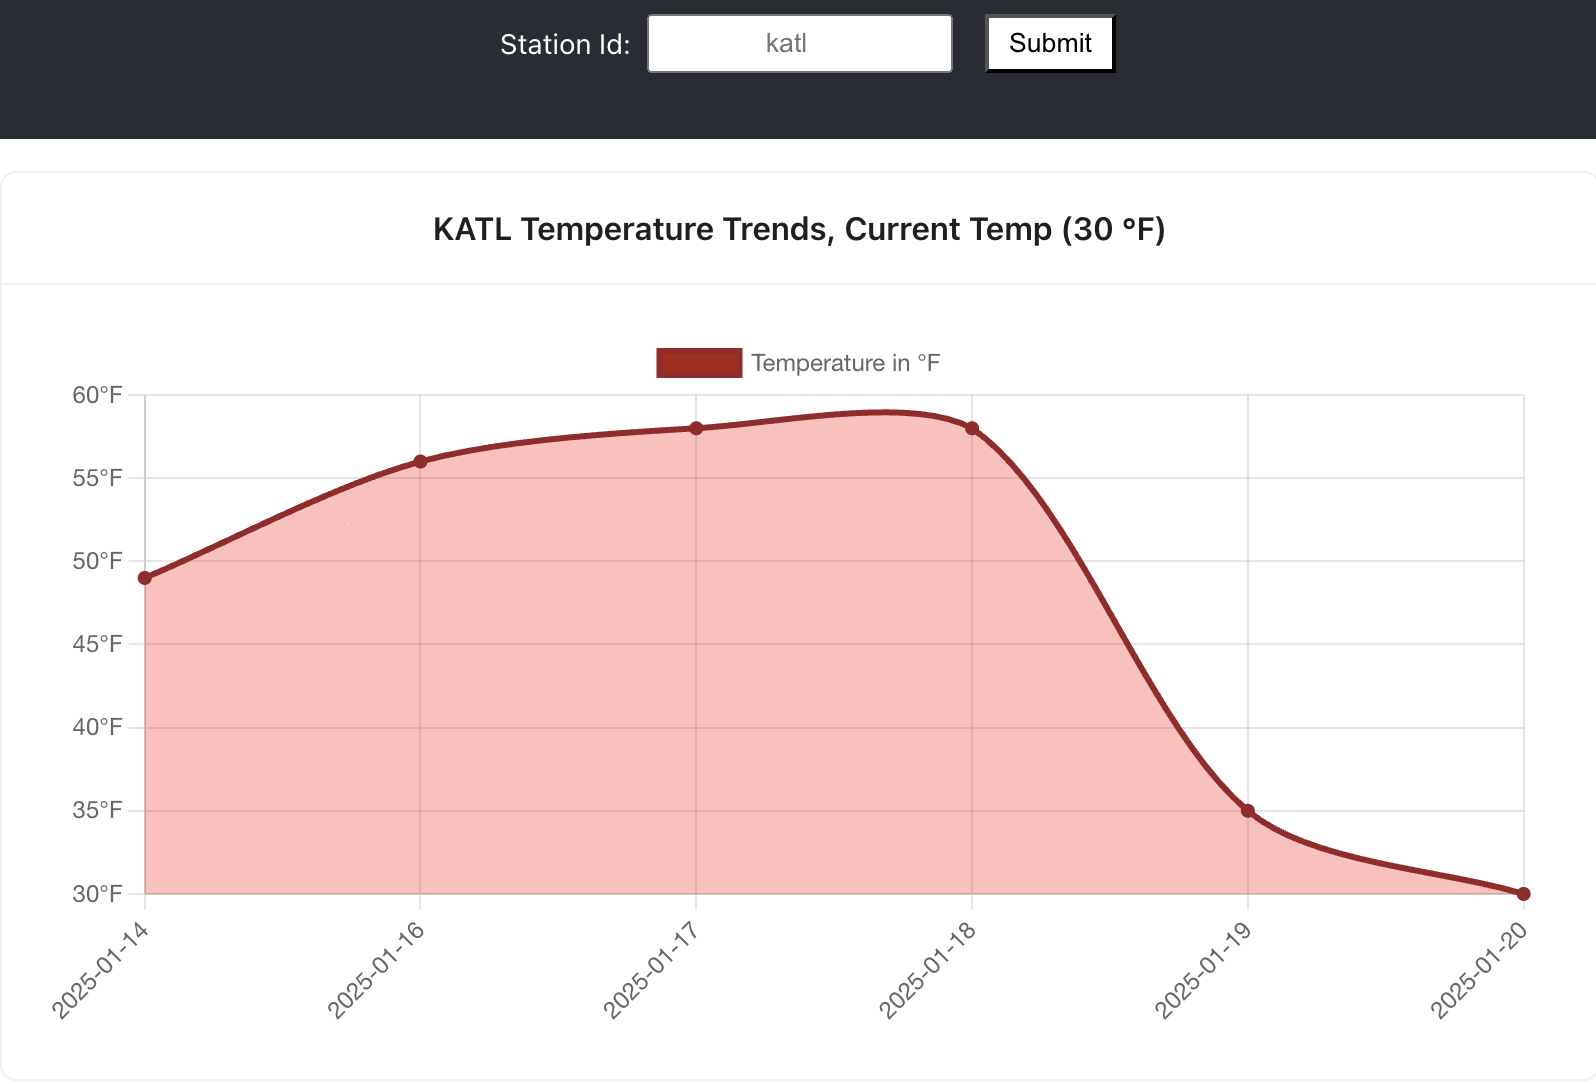 Station Id: katl Submit
KATL Temperature Trends, Current Temp (30 ºF)
Temperature in °F
60°F
55°F
50°F
45°F
40°F
35°F
30°F
2025-01-14
2025-01-16
2025-01-17
2025-01-18
2025-01-19
2025-01-20